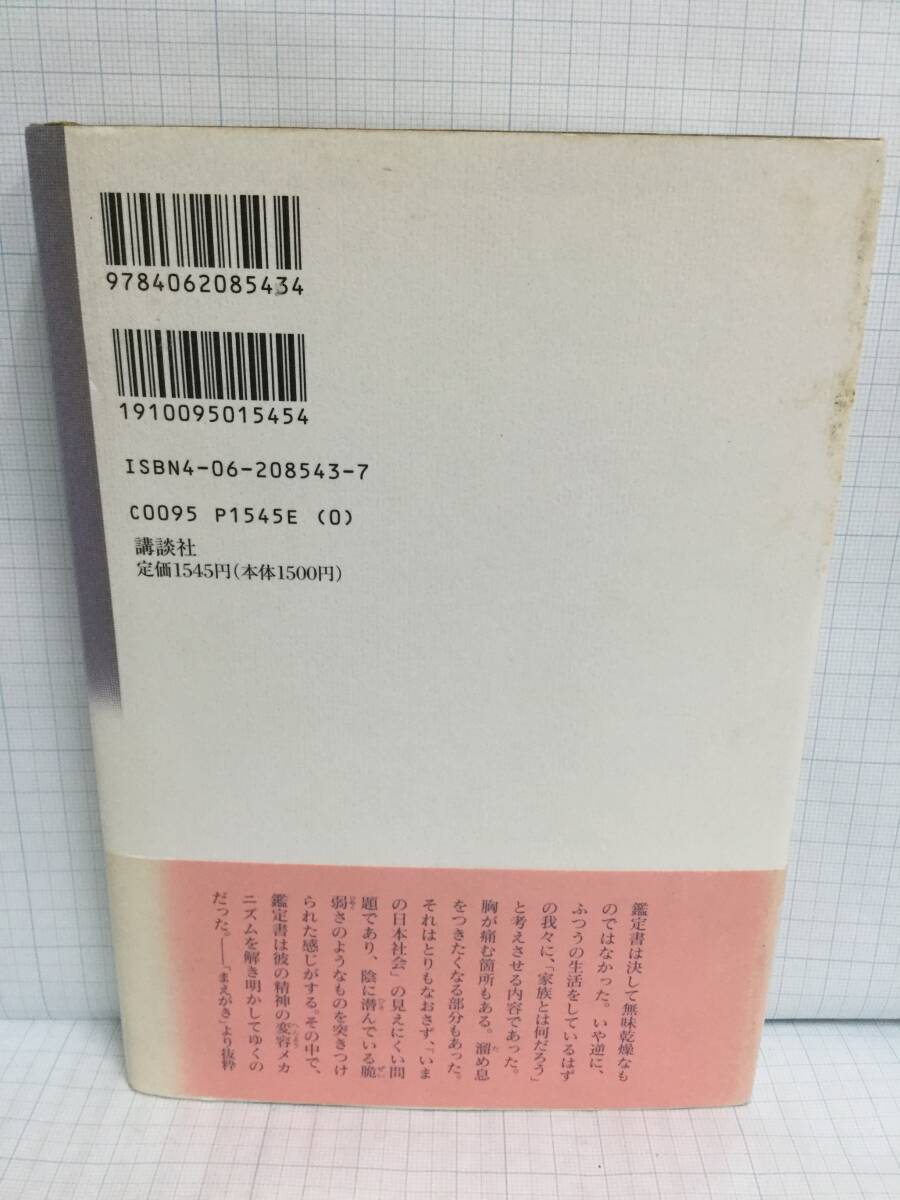 9784062085434
1910095015454
ISBN4-06-208543-7
C0095 P1545E (0)
講談社
定価1545円(本体1500円)
鑑定書は決して無味乾燥なも
のではなかった。いや逆に、
ふつうの生活をしているはず
の我々に、「家族とは何だろう」
と考えさせる内容であった。
胸が痛む箇所もある。溜め息
をつきたくなる部分もあった。
それはとりもなおさず、「いま
の日本社会」の見えにくい問
題であり、陰に潜んでいる脆
弱さのようなものを突きつけ
られた感じがする。その中で、
鑑定書は彼の精神の変容メカ
ニズムを解き明かしてゆくの
だった。――「まえがき」より抜粋